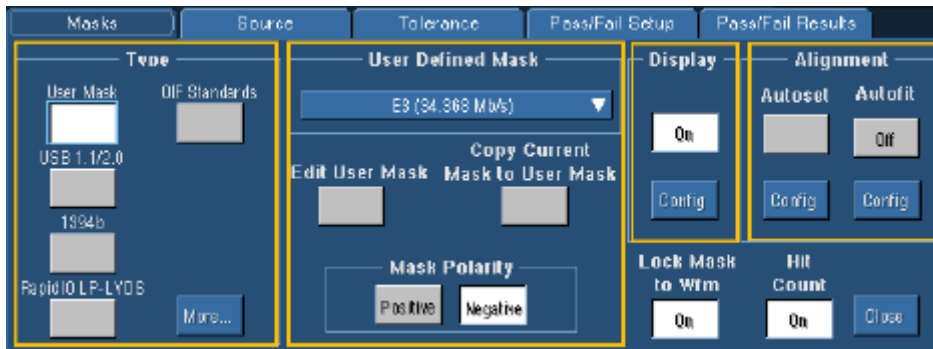 Masks
Source
Tolerance
Pass/Fail Setup
Pass/Fail Results
Type
User Mask
OIF Standards
USB 1.1/2.0
1394b
RapidIO LP-LVDS
More...
User Defined Mask
E3 (34.368 Mb/s)
Edit User Mask
Copy Current
Mask to User Mask
Mask Polarity
Positive
Negative
Display
On
Config
Alignment
Autoset
Autofit
Off
Config
Config
Lock Mask
to Wfm
On
Hit
Count
On
Close